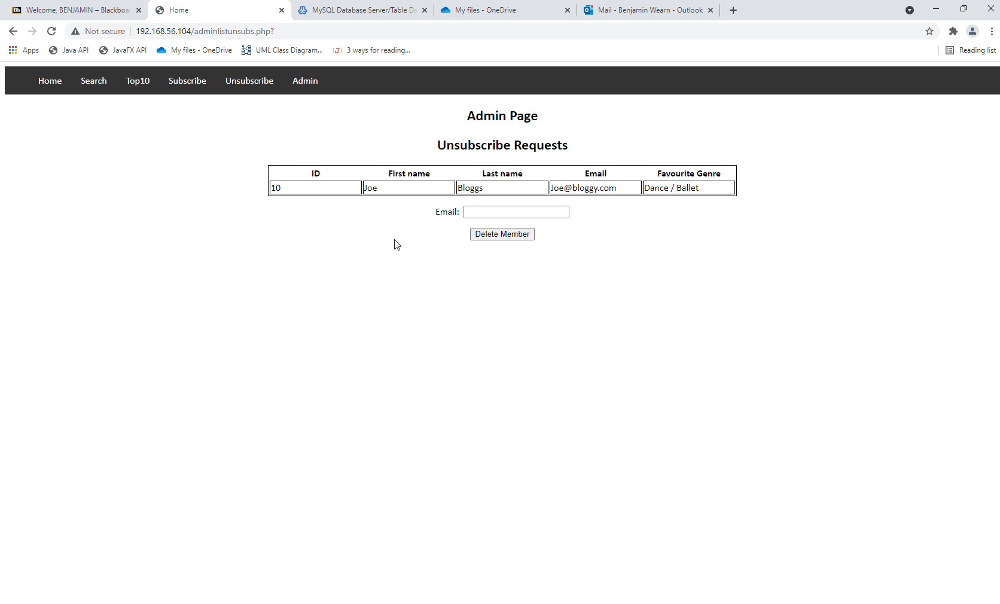 Bb Welcome, BENJAMIN – Blackboa
Home
MySQL Database Server/Table Da
My files - OneDrive
Mail - Benjamin Wearn - Outlook
Not secure 192.168.56.104/adminlistunsubs.php?
Apps Java API JavaFX API My files - OneDrive UML Class Diagram... 3 ways for reading... Reading list
Home Search Top10 Subscribe Unsubscribe Admin
Admin Page
Unsubscribe Requests
ID First name Last name Email Favourite Genre
10 Joe Bloggs Joe@bloggy.com Dance / Ballet
Email:
Delete Member